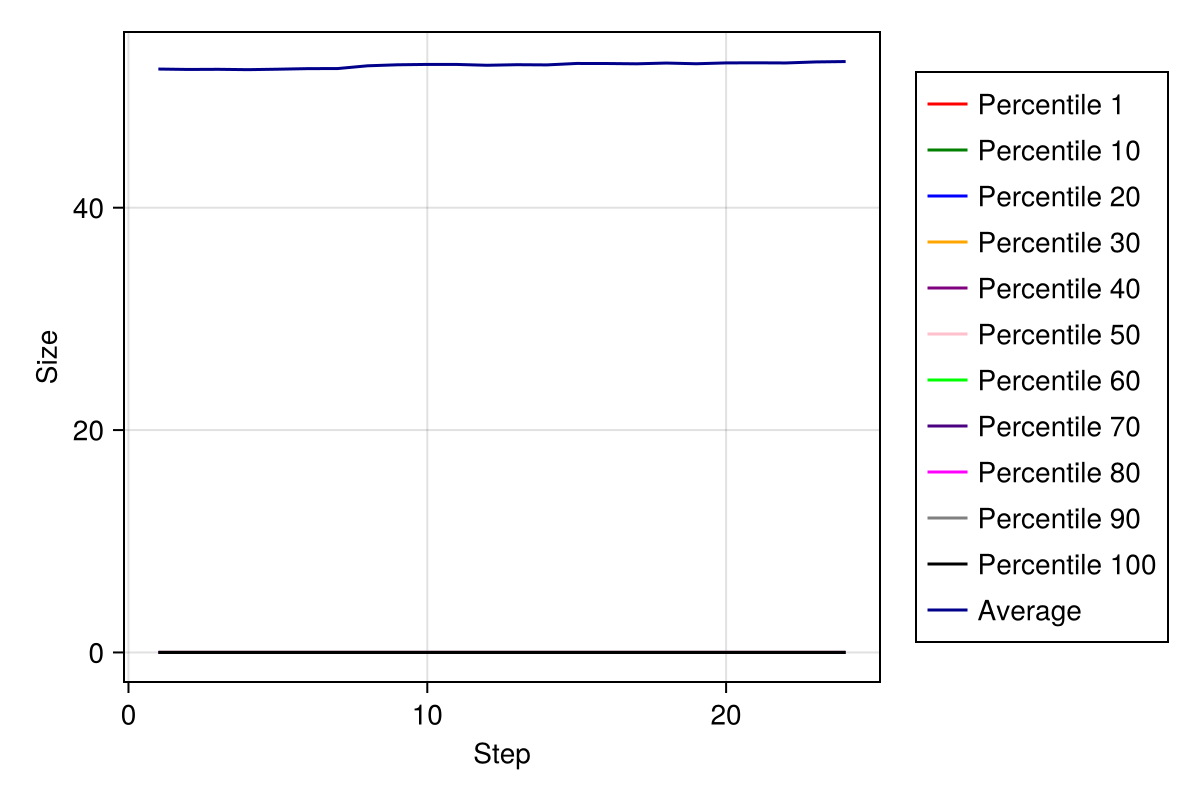 40
20
0
0
10
20
Size
Step
Percentile 1
Percentile 10
Percentile 20
Percentile 30
Percentile 40
Percentile 50
Percentile 60
Percentile 70
Percentile 80
Percentile 90
Percentile 100
Average